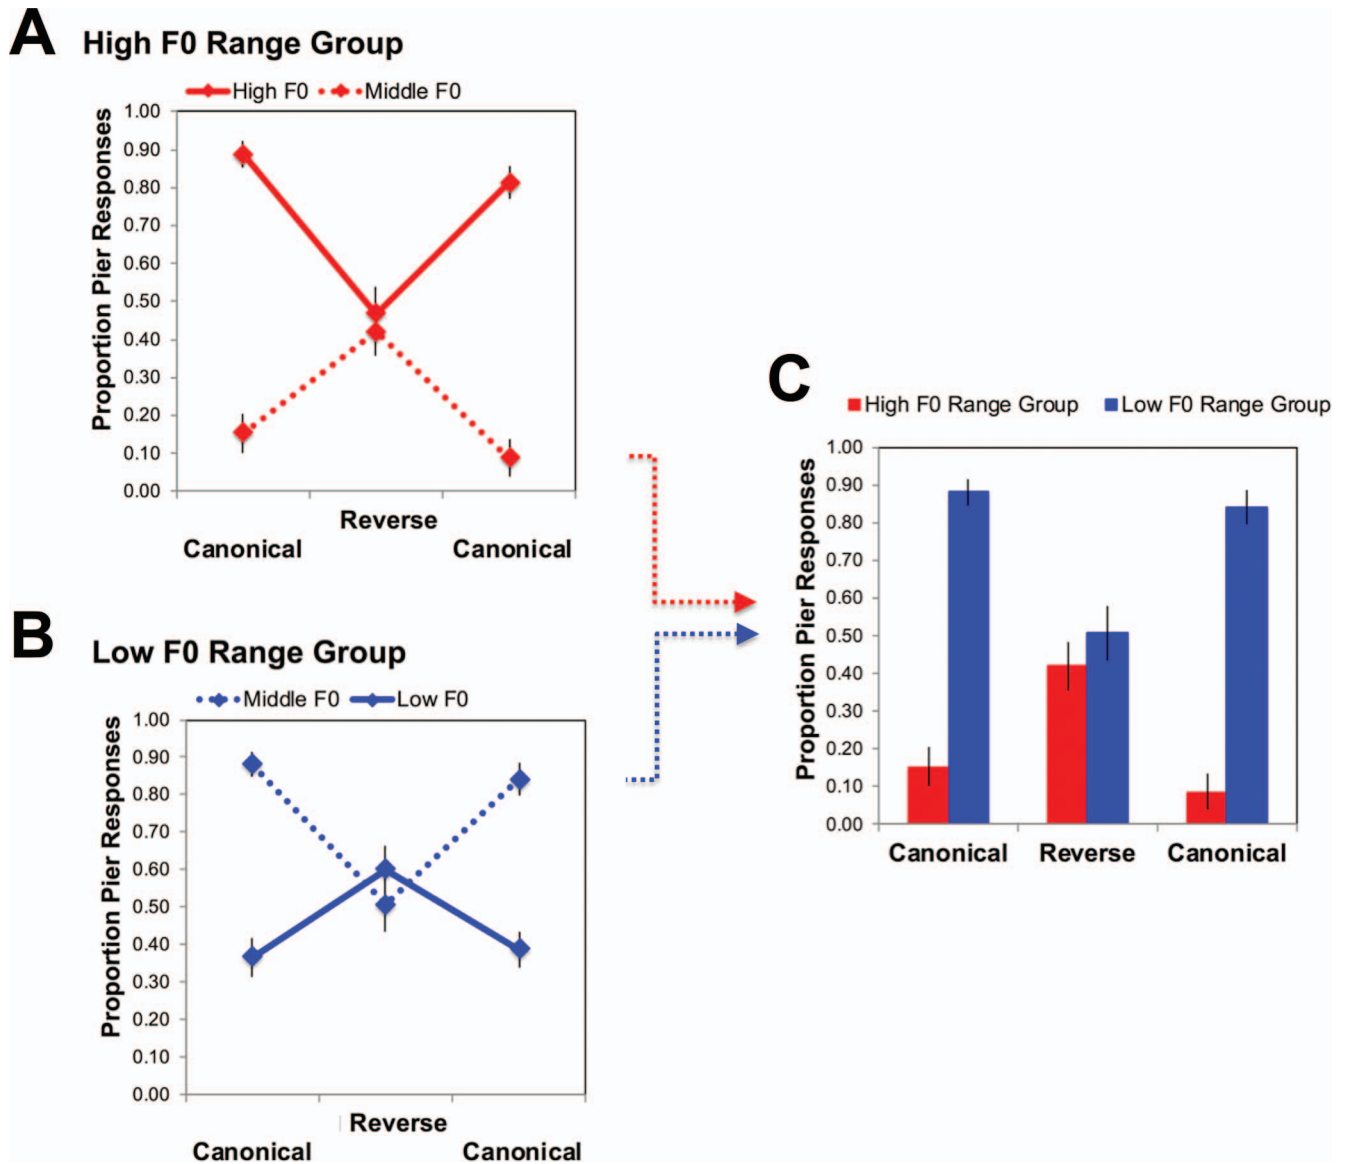 A High F0 Range Group
High F0 Middle F0
Proportion Pier Responses
1.00
0.90
0.80
0.70
0.60
0.50
0.40
0.30
0.20
0.10
0.00
Reverse
Canonical Canonical
B Low F0 Range Group
Middle F0 Low F0
Proportion Pier Responses
1.00
0.90
0.80
0.70
0.60
0.50
0.40
0.30
0.20
0.10
0.00
Reverse
Canonical Canonical
C
High F0 Range Group Low F0 Range Group
Proportion Pier Responses
1.00
0.90
0.80
0.70
0.60
0.50
0.40
0.30
0.20
0.10
0.00
Canonical Reverse Canonical